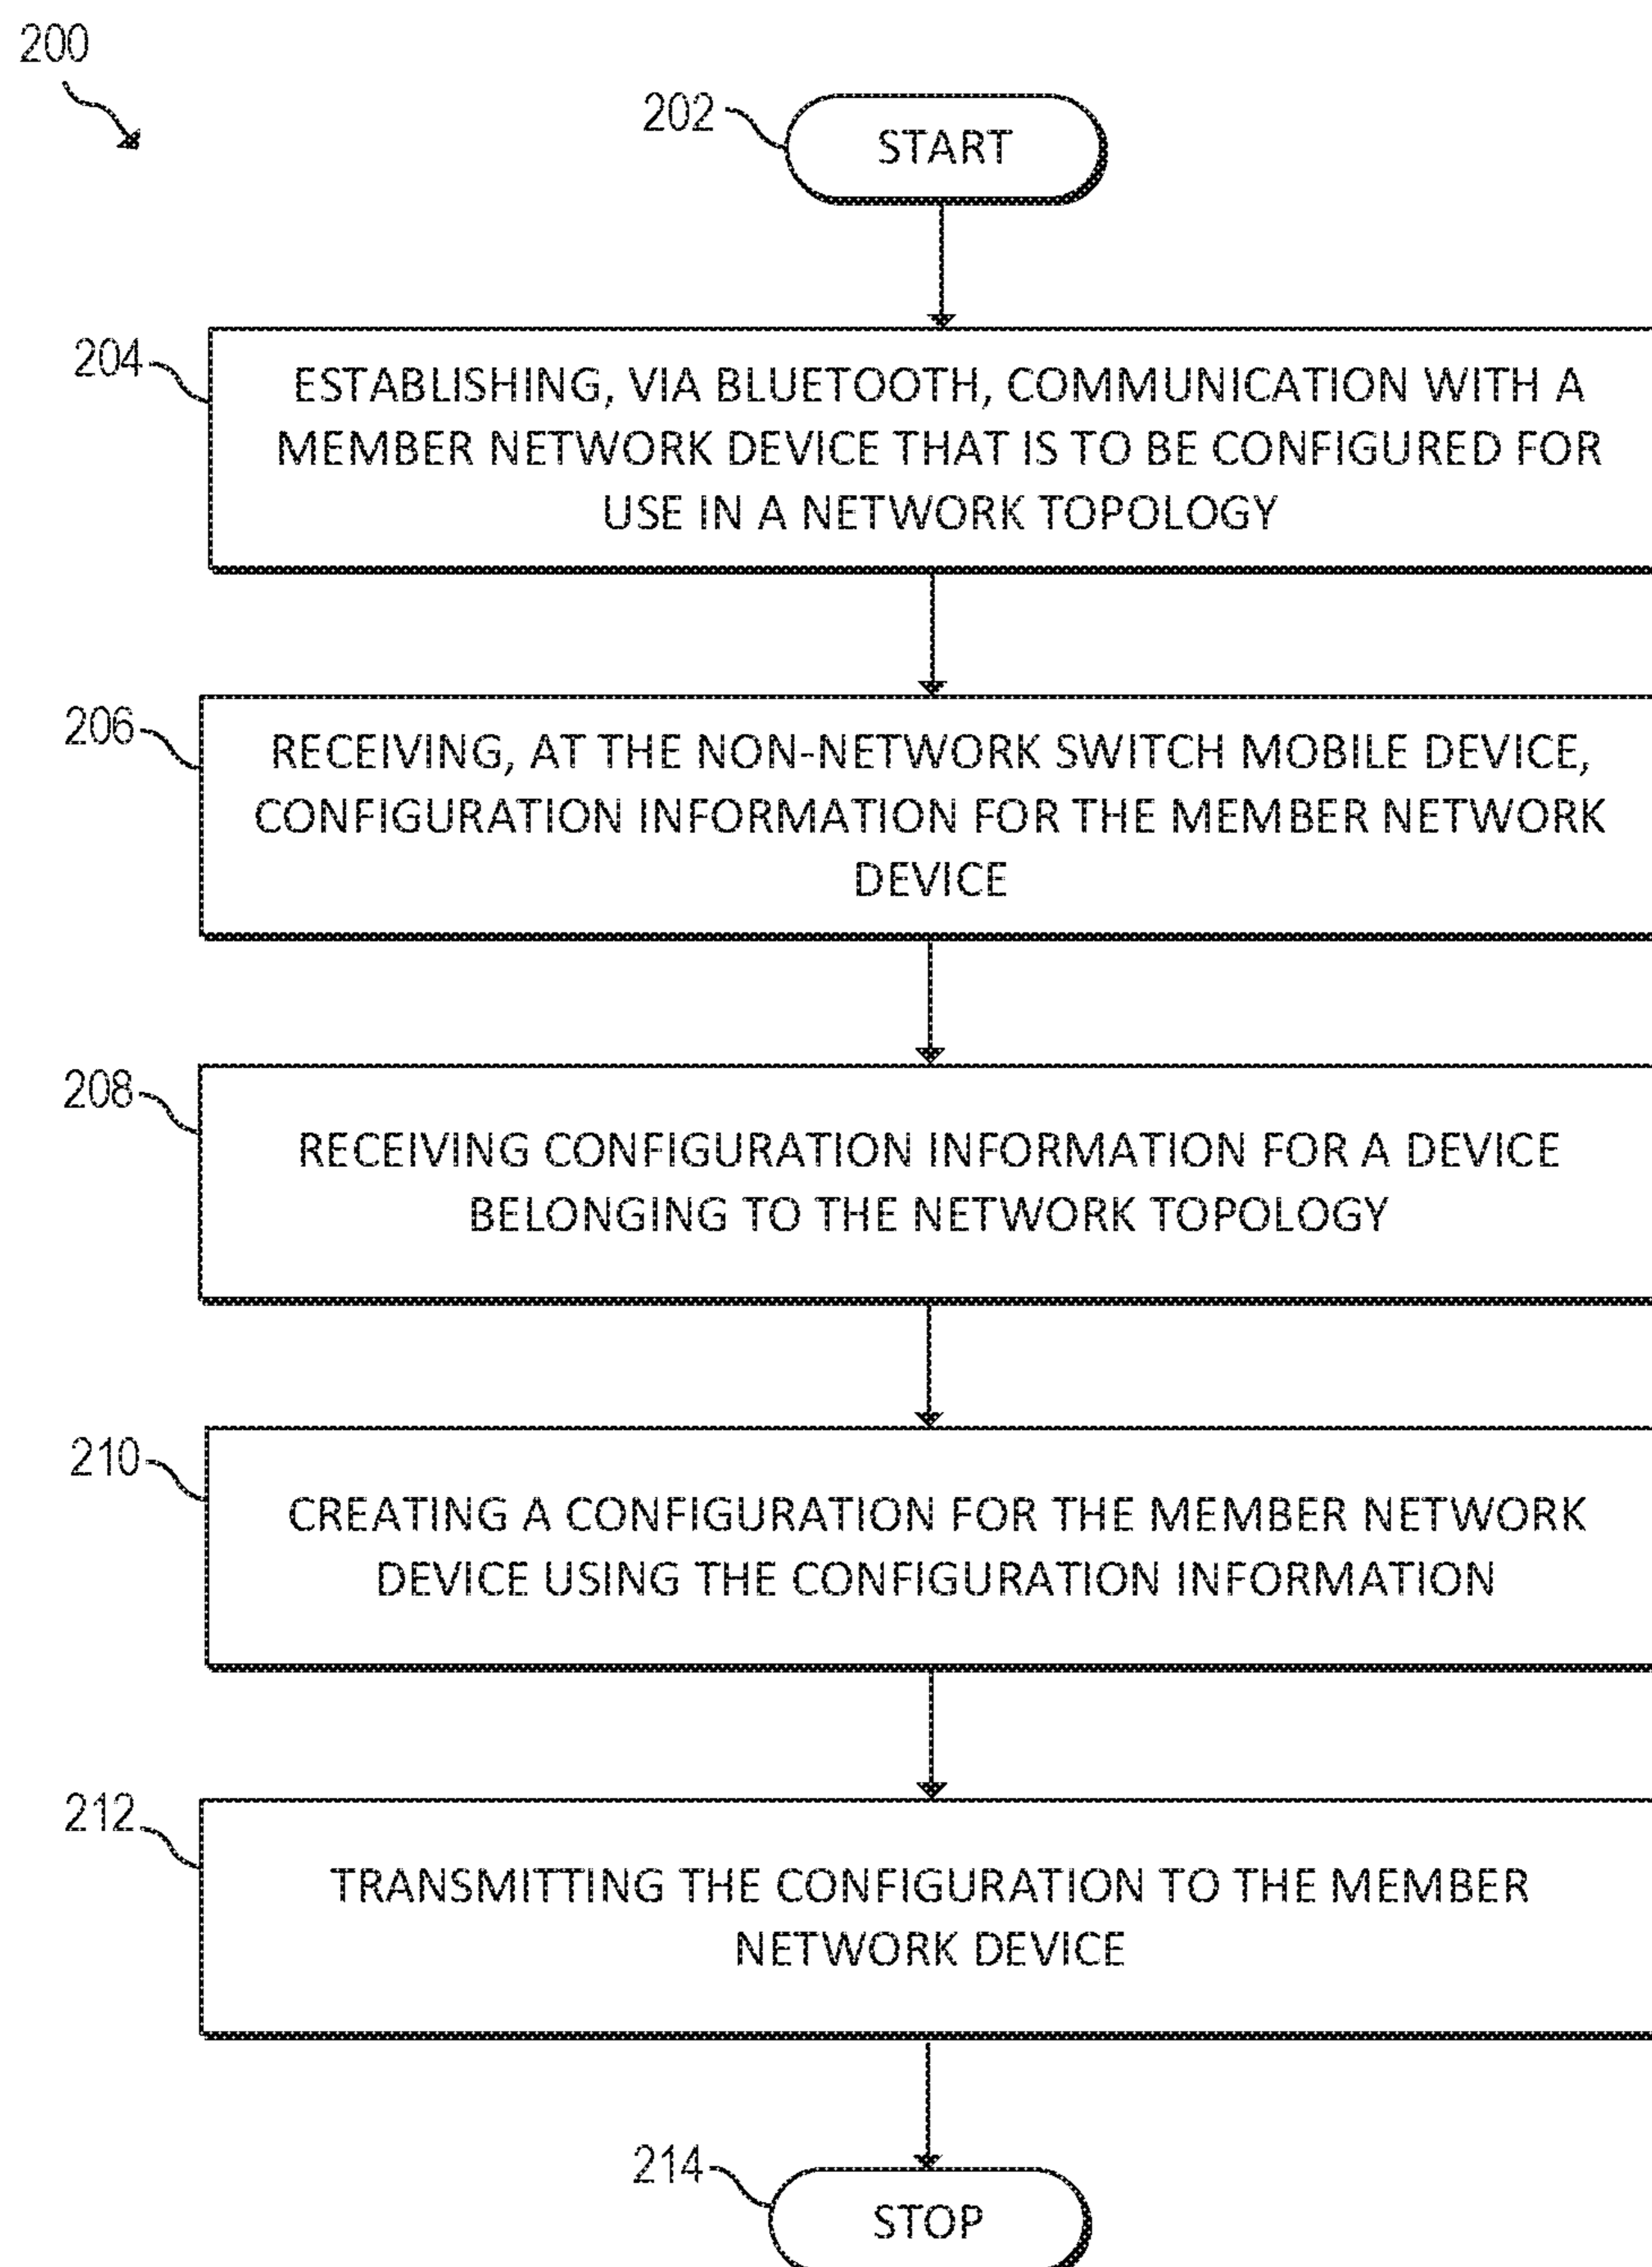 200
202
START
204
ESTABLISHING, VIA BLUETOOTH, COMMUNICATION WITH A
MEMBER NETWORK DEVICE THAT IS TO BE CONFIGURED FOR
USE IN A NETWORK TOPOLOGY
206
RECEIVING, AT THE NON-NETWORK SWITCH MOBILE DEVICE,
CONFIGURATION INFORMATION FOR THE MEMBER NETWORK
DEVICE
208
RECEIVING CONFIGURATION INFORMATION FOR A DEVICE
BELONGING TO THE NETWORK TOPOLOGY
210
CREATING A CONFIGURATION FOR THE MEMBER NETWORK
DEVICE USING THE CONFIGURATION INFORMATION
212
TRANSMITTING THE CONFIGURATION TO THE MEMBER
NETWORK DEVICE
214
STOP